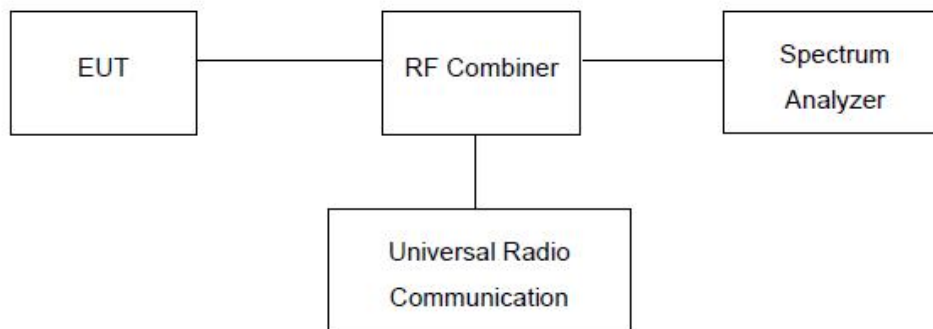 EUT
RF Combiner
Spectrum
Analyzer
Universal Radio
Communication